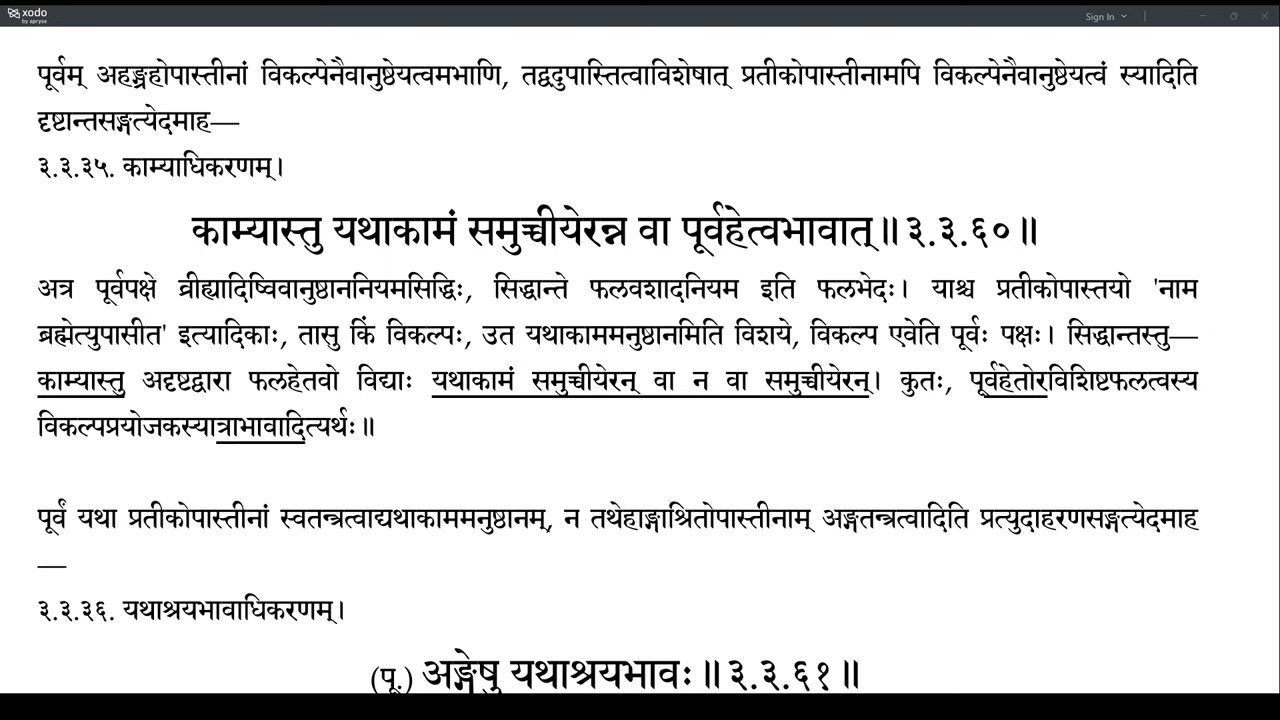 xodo
by apryse
Sign In
पूर्वम् अहङ्ग्रहोपास्तीनां विकल्पेनैवानुष्ठेयत्वमभाणि, तद्वदुपास्तित्वाविशेषात् प्रतीकोपास्तीनामपि विकल्पेनैवानुष्ठेयत्वं स्यादिति
दृष्टान्तसङ्गत्येदमाह—
३.३.३५. काम्याधिकरणम्।
काम्यास्तु यथाकामं समुच्चीयेरन्न वा पूर्वहेत्वभावात्॥३.३.६०॥
अत्र पूर्वपक्षे व्रीह्यादिष्विवानुष्ठाननियमसिद्धिः, सिद्धान्ते फलवशादनियम इति फलभेदः। याश्च प्रतीकोपास्तयो 'नाम
ब्रह्मेत्युपासीत' इत्यादिकाः, तासु किं विकल्पः, उत यथाकाममनुष्ठानमिति विशये, विकल्प एवेति पूर्वः पक्षः। सिद्धान्तस्तु—
काम्यास्तु अदृष्टद्वारा फलहेतवो विद्याः यथाकामं समुच्चीयेरन् वा न वा समुच्चीयेरन्। कुतः, पूर्वहेतोरविशिष्टफलत्वस्य
विकल्पप्रयोजकस्यात्राभावादित्यर्थः॥
पूर्वं यथा प्रतीकोपास्तीनां स्वतन्त्रत्वाद्यथाकाममनुष्ठानम्, न तथेहाङ्गाश्रितोपास्तीनाम् अङ्गतन्त्रत्वादिति प्रत्युदाहरणसङ्गत्येदमाह
—
३.३.३६. यथाश्रयभावाधिकरणम्।
(पू.) अङ्गेषु यथाश्रयभावः॥३.३.६१॥